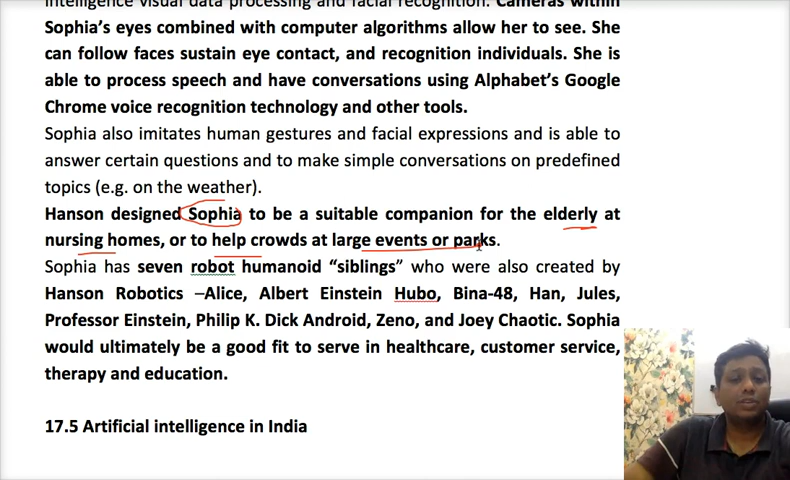 intelligence visual data processing and facial recognition. Cameras within
Sophia's eyes combined with computer algorithms allow her to see. She
can follow faces sustain eye contact, and recognition individuals. She is
able to process speech and have conversations using Alphabet's Google
Chrome voice recognition technology and other tools.
Sophia also imitates human gestures and facial expressions and is able to
answer certain questions and to make simple conversations on predefined
topics (e.g. on the weather).
Hanson designed Sophia to be a suitable companion for the elderly at
nursing homes, or to help crowds at large events or parks.
Sophia has seven robot humanoid “siblings” who were also created by
Hanson Robotics –Alice, Albert Einstein Hubo, Bina-48, Han, Jules,
Professor Einstein, Philip K. Dick Android, Zeno, and Joey Chaotic. Sophia
would ultimately be a good fit to serve in healthcare, customer service,
therapy and education.
17.5 Artificial intelligence in India